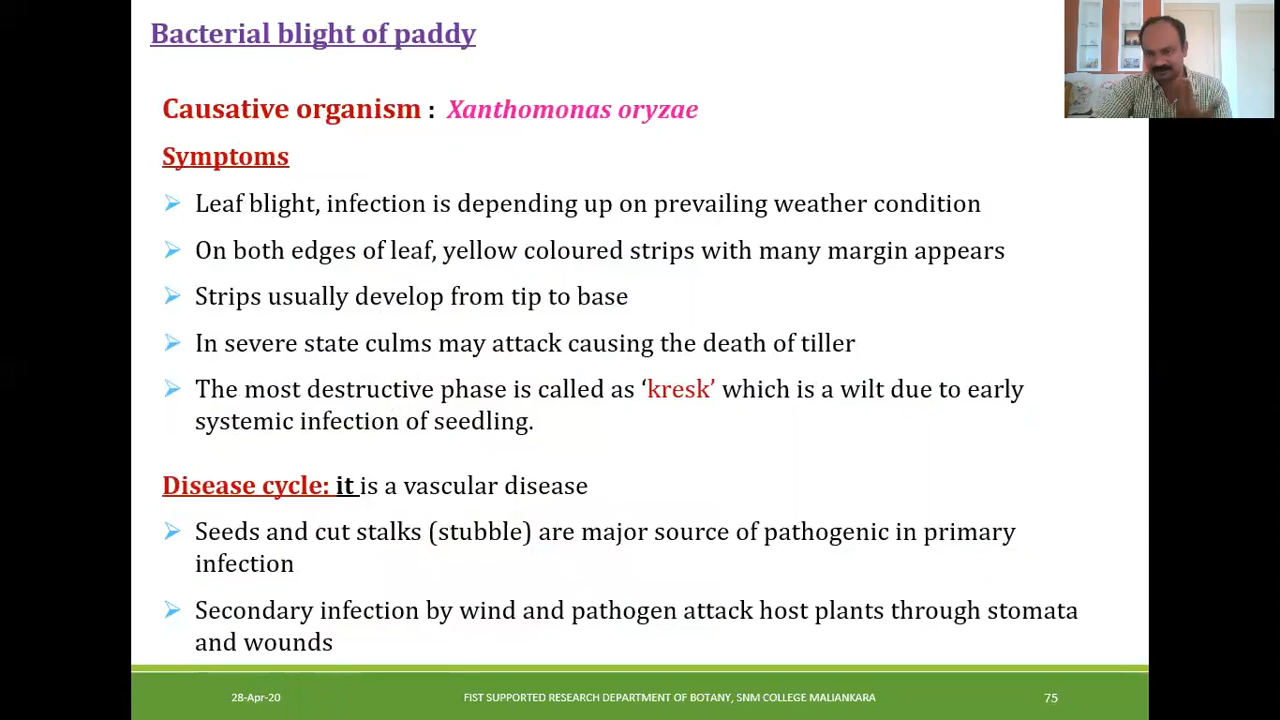 Bacterial blight of paddy
Causative organism : Xanthomonas oryzae
Symptoms
Leaf blight, infection is depending up on prevailing weather condition
On both edges of leaf, yellow coloured strips with many margin appears
Strips usually develop from tip to base
In severe state culms may attack causing the death of tiller
The most destructive phase is called as ‘kresk’ which is a wilt due to early
systemic infection of seedling.
Disease cycle: it is a vascular disease
Seeds and cut stalks (stubble) are major source of pathogenic in primary
infection
Secondary infection by wind and pathogen attack host plants through stomata
and wounds
28-Apr-20 FIST SUPPORTED RESEARCH DEPARTMENT OF BOTANY, SNM COLLEGE MALIANKARA 75